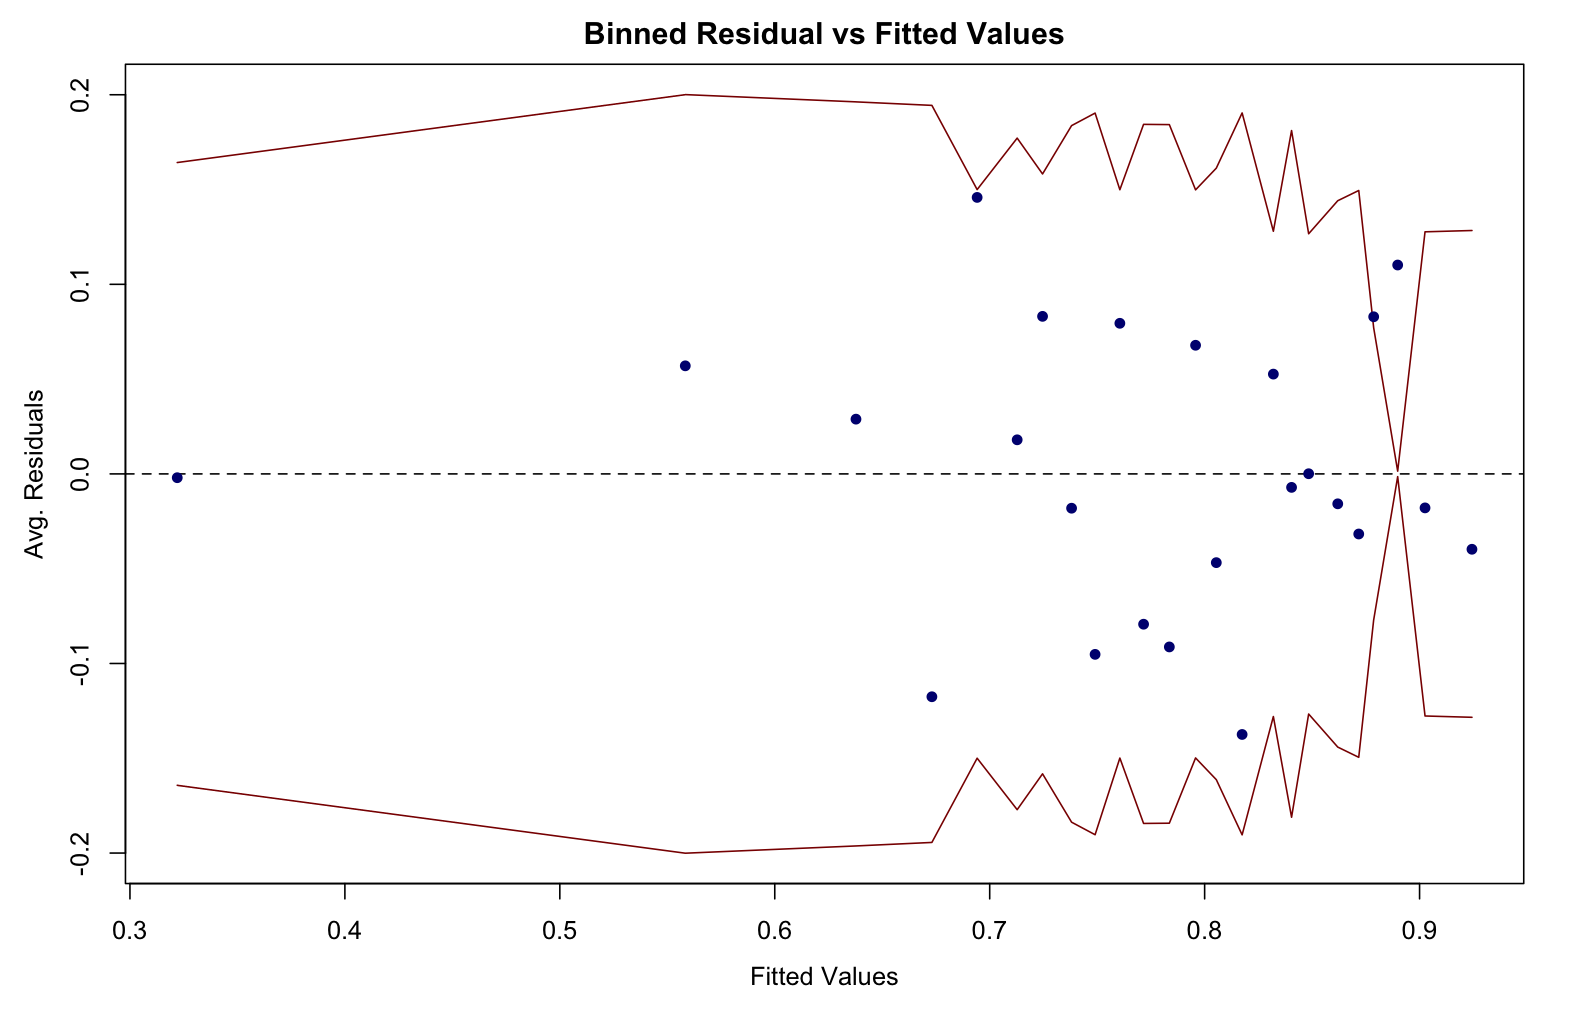 Binned Residual vs Fitted Values
Avg. Residuals
0.2
0.1
0.0
-0.1
-0.2
0.3 0.4 0.5 0.6 0.7 0.8 0.9
Fitted Values